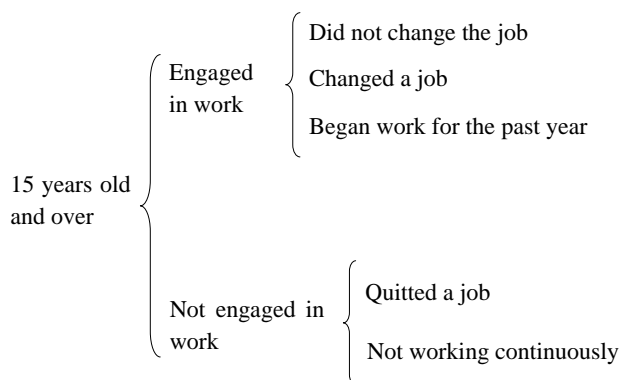 15 years old
and over
Engaged
in work
Did not change the job
Changed a job
Began work for the past year
Not engaged in
work
Quitted a job
Not working continuously